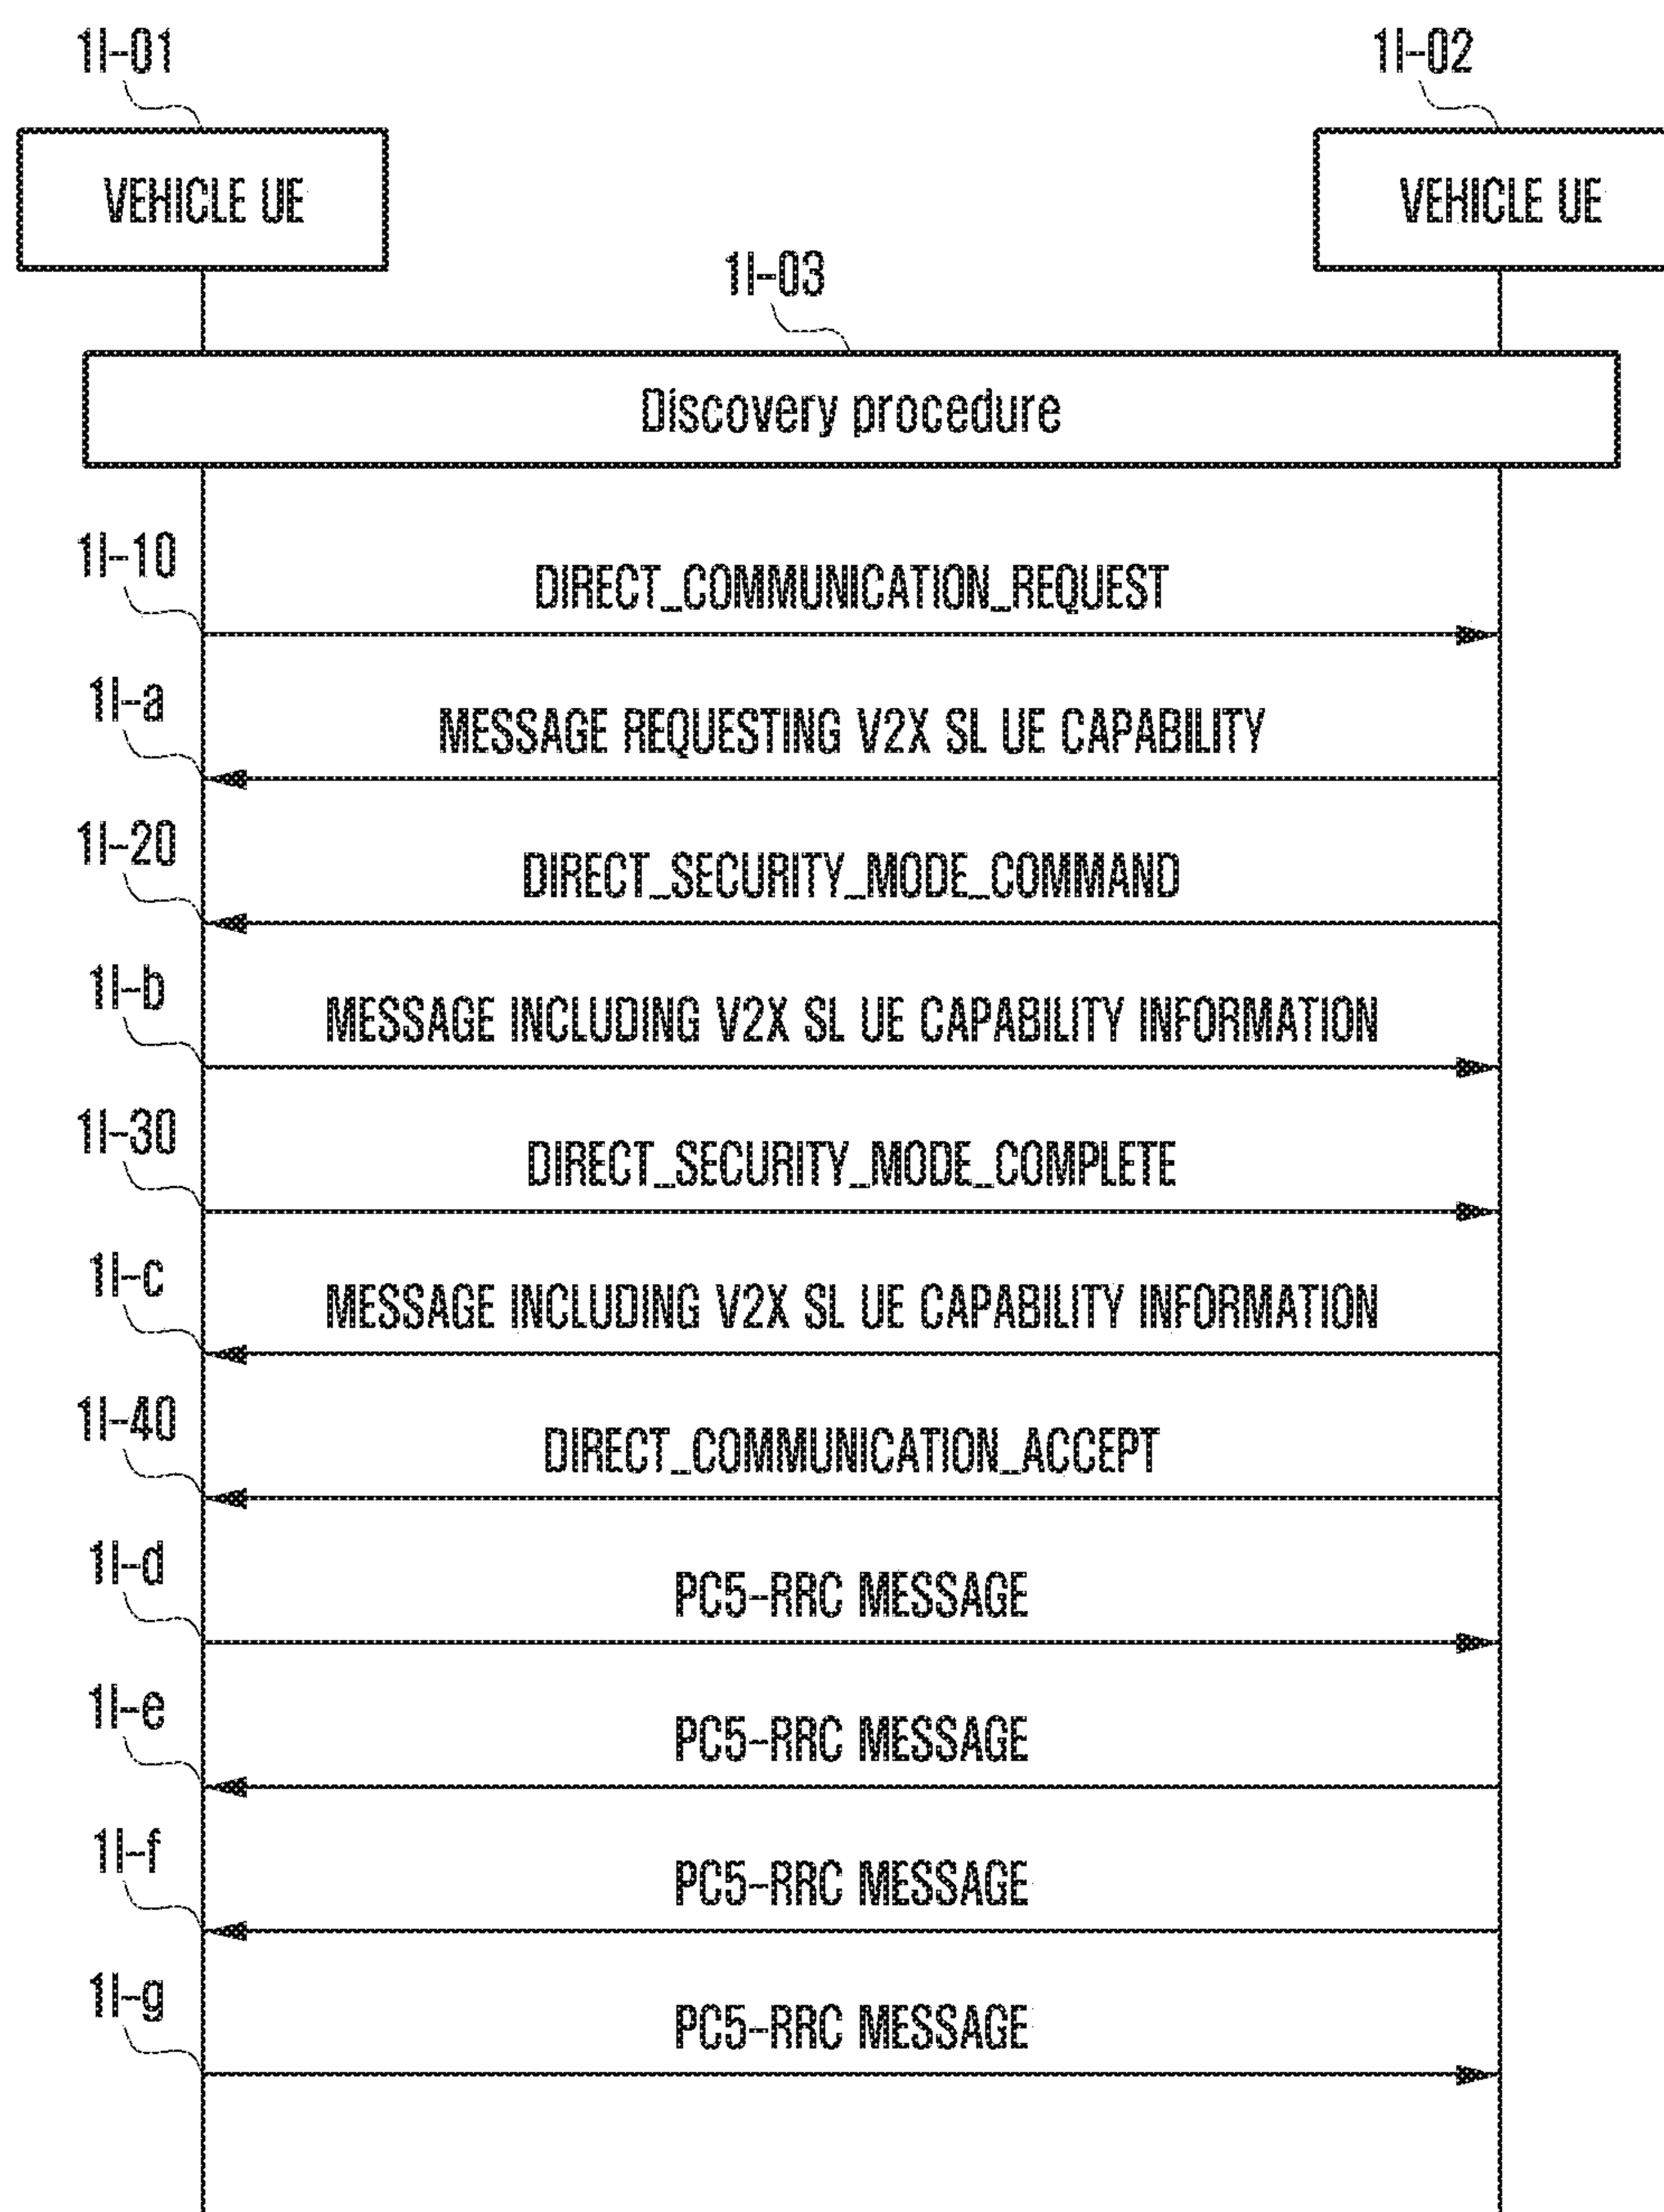 1l-01
1l-02
VEHICLE UE
VEHICLE UE
1l-03
Discovery procedure
1l-10
DIRECT_COMMUNICATION_REQUEST
1l-a
MESSAGE REQUESTING V2X SL UE CAPABILITY
1l-20
DIRECT_SECURITY_MODE_COMMAND
1l-b
MESSAGE INCLUDING V2X SL UE CAPABILITY INFORMATION
1l-30
DIRECT_SECURITY_MODE_COMPLETE
1l-c
MESSAGE INCLUDING V2X SL UE CAPABILITY INFORMATION
1l-40
DIRECT_COMMUNICATION_ACCEPT
1l-d
PC5-RRC MESSAGE
1l-e
PC5-RRC MESSAGE
1l-f
PC5-RRC MESSAGE
1l-g
PC5-RRC MESSAGE